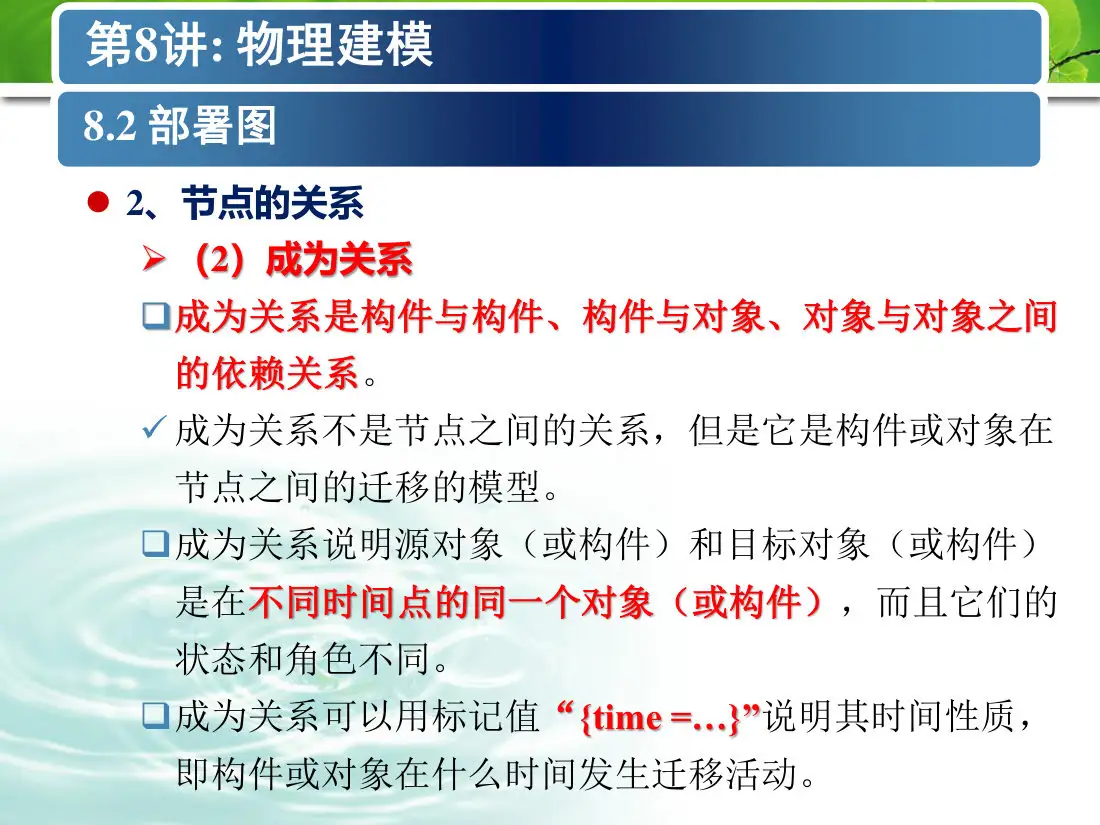 第8讲: 物理建模
8.2 部署图
2、节点的关系
（2）成为关系
成为关系是构件与构件、构件与对象、对象与对象之间
的依赖关系。
成为关系不是节点之间的关系，但是它是构件或对象在
节点之间的迁移的模型。
成为关系说明源对象（或构件）和目标对象（或构件）
是在不同时间点的同一个对象（或构件），而且它们的
状态和角色不同。
成为关系可以用标记值“{time =…}”说明其时间性质，
即构件或对象在什么时间发生迁移活动。